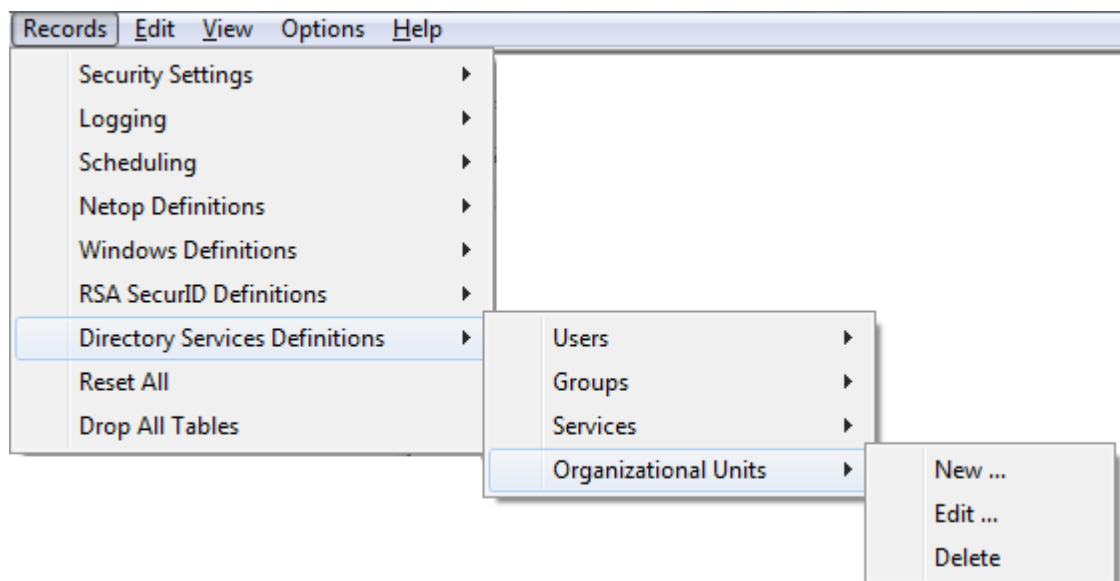 Records Edit View Options Help
Security Settings
Logging
Scheduling
Netop Definitions
Windows Definitions
RSA SecurID Definitions
Directory Services Definitions
Reset All
Drop All Tables
Users
Groups
Services
Organizational Units
New ...
Edit ...
Delete